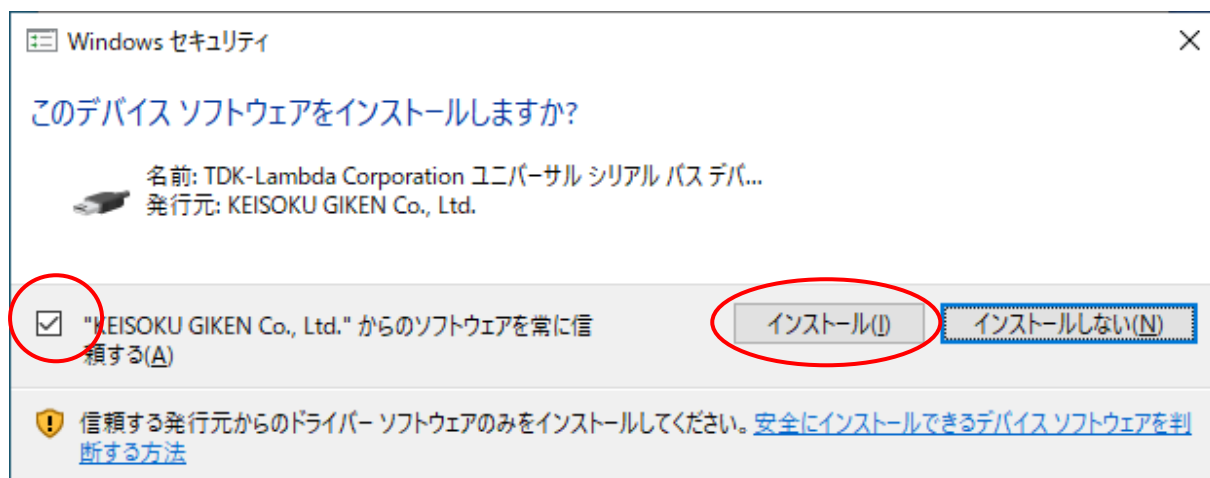 Windows セキュリティ
このデバイス ソフトウェアをインストールしますか?
名前: TDK-Lambda Corporation ユニバーサル シリアル バス デバ...
発行元: KEISOKU GIKEN Co., Ltd.
"KEISOKU GIKEN Co., Ltd." からのソフトウェアを常に信
頼する(A)
インストール(I)
インストールしない(N)
信頼する発行元からのドライバー ソフトウェアのみをインストールしてください。安全にインストールできるデバイス ソフトウェアを判
断する方法